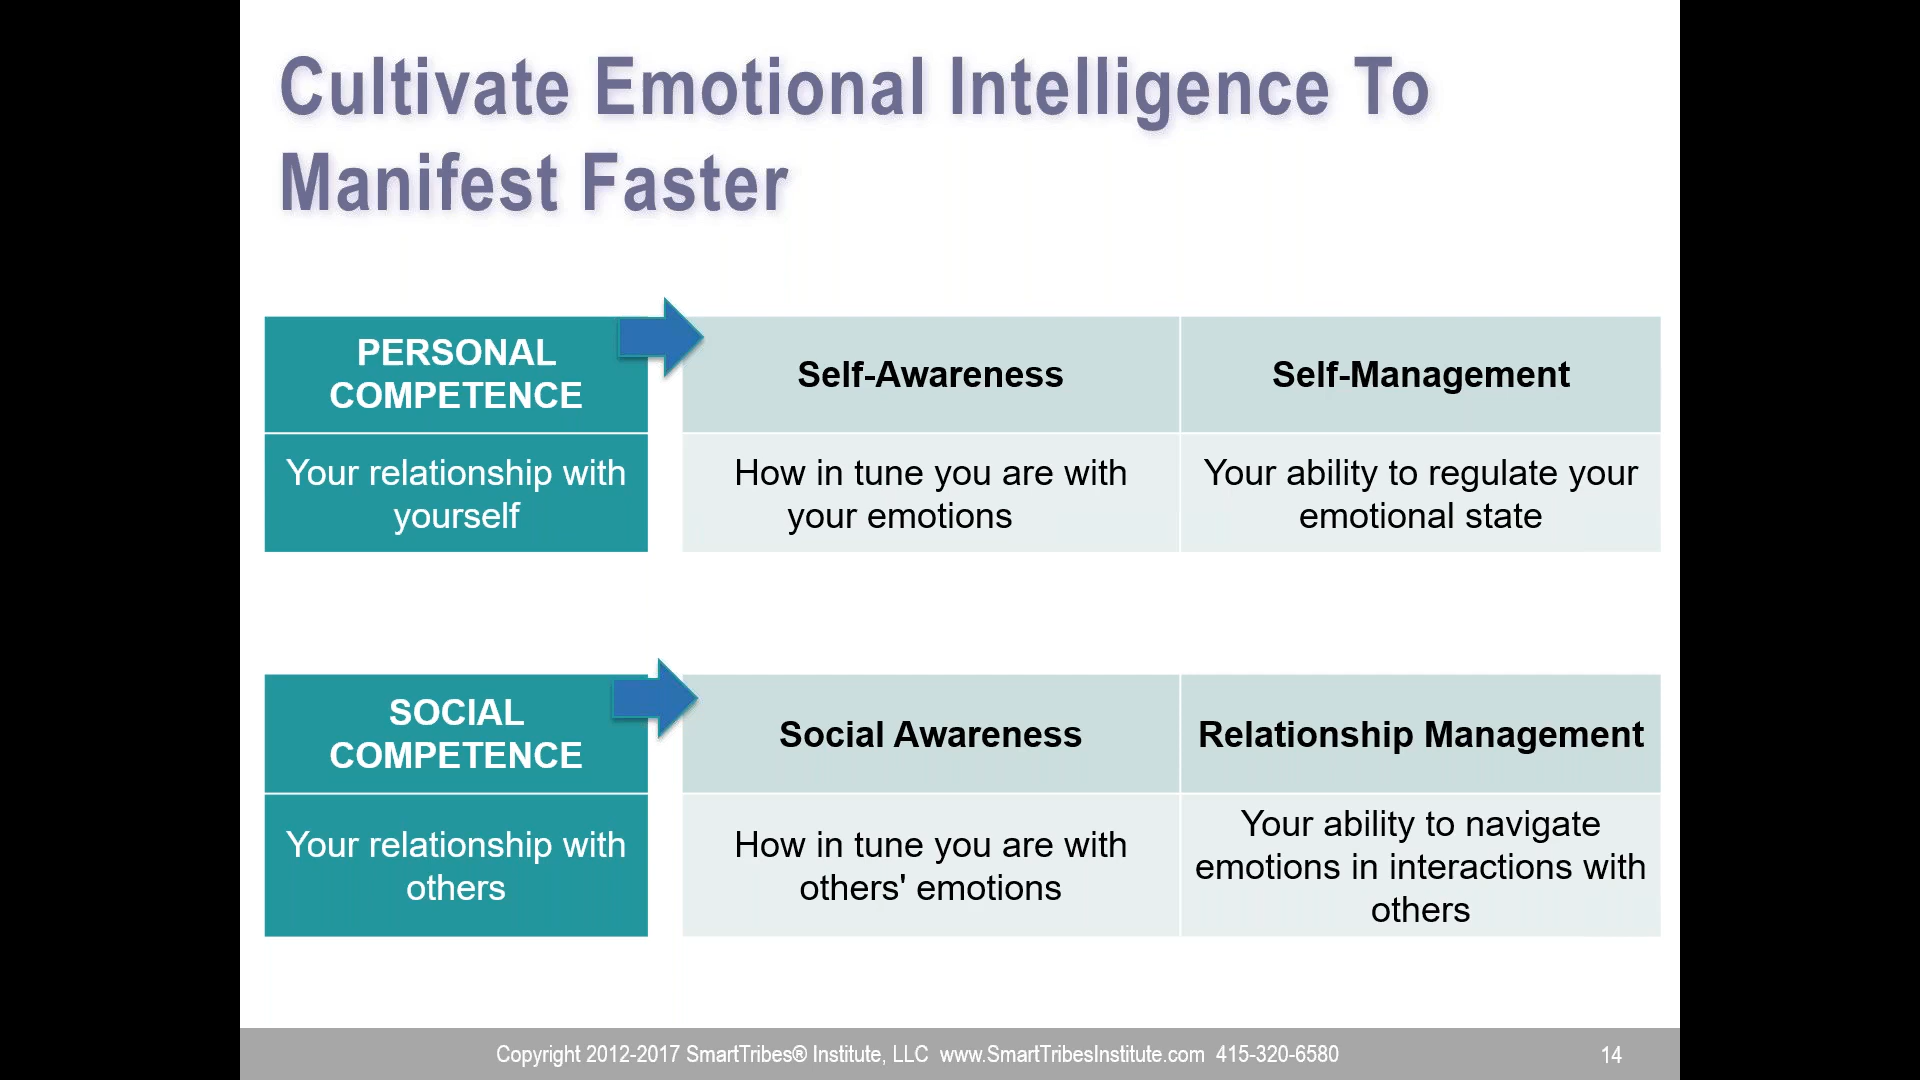 Cultivate Emotional Intelligence To
Manifest Faster
PERSONAL
COMPETENCE
Self-Awareness
Self-Management
Your relationship with
yourself
How in tune you are with
your emotions
Your ability to regulate your
emotional state
SOCIAL
COMPETENCE
Social Awareness
Relationship Management
Your relationship with
others
How in tune you are with
others' emotions
Your ability to navigate
emotions in interactions with
others
Copyright 2012-2017 SmartTribes® Institute, LLC www.SmartTribesInstitute.com 415-320-6580
14